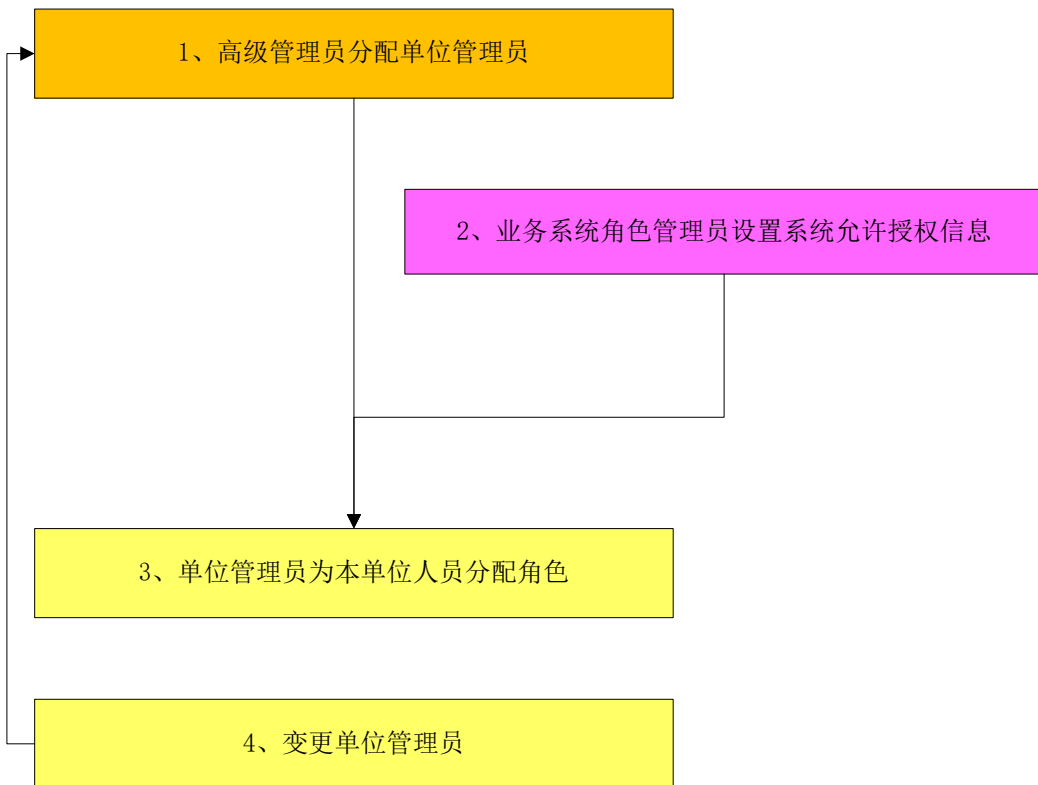 1、高级管理员分配单位管理员
2、业务系统角色管理员设置系统允许授权信息
3、单位管理员为本单位人员分配角色
4、变更单位管理员